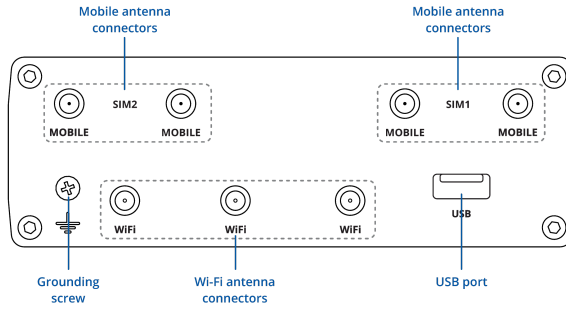 Mobile antenna
connectors
Mobile antenna
connectors
SIM2
MOBILE
MOBILE
SIM1
MOBILE
MOBILE
WiFi
WiFi
WiFi
USB
Grounding
screw
Wi-Fi antenna
connectors
USB port